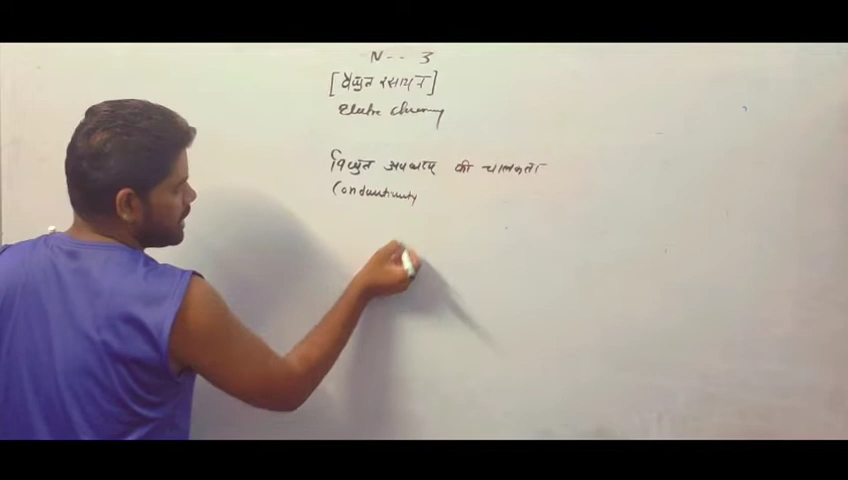 N-- 3
[वैद्युत रसायन]
Electro chemistry
विद्युत अपघट्य की चालकता
Conductivity